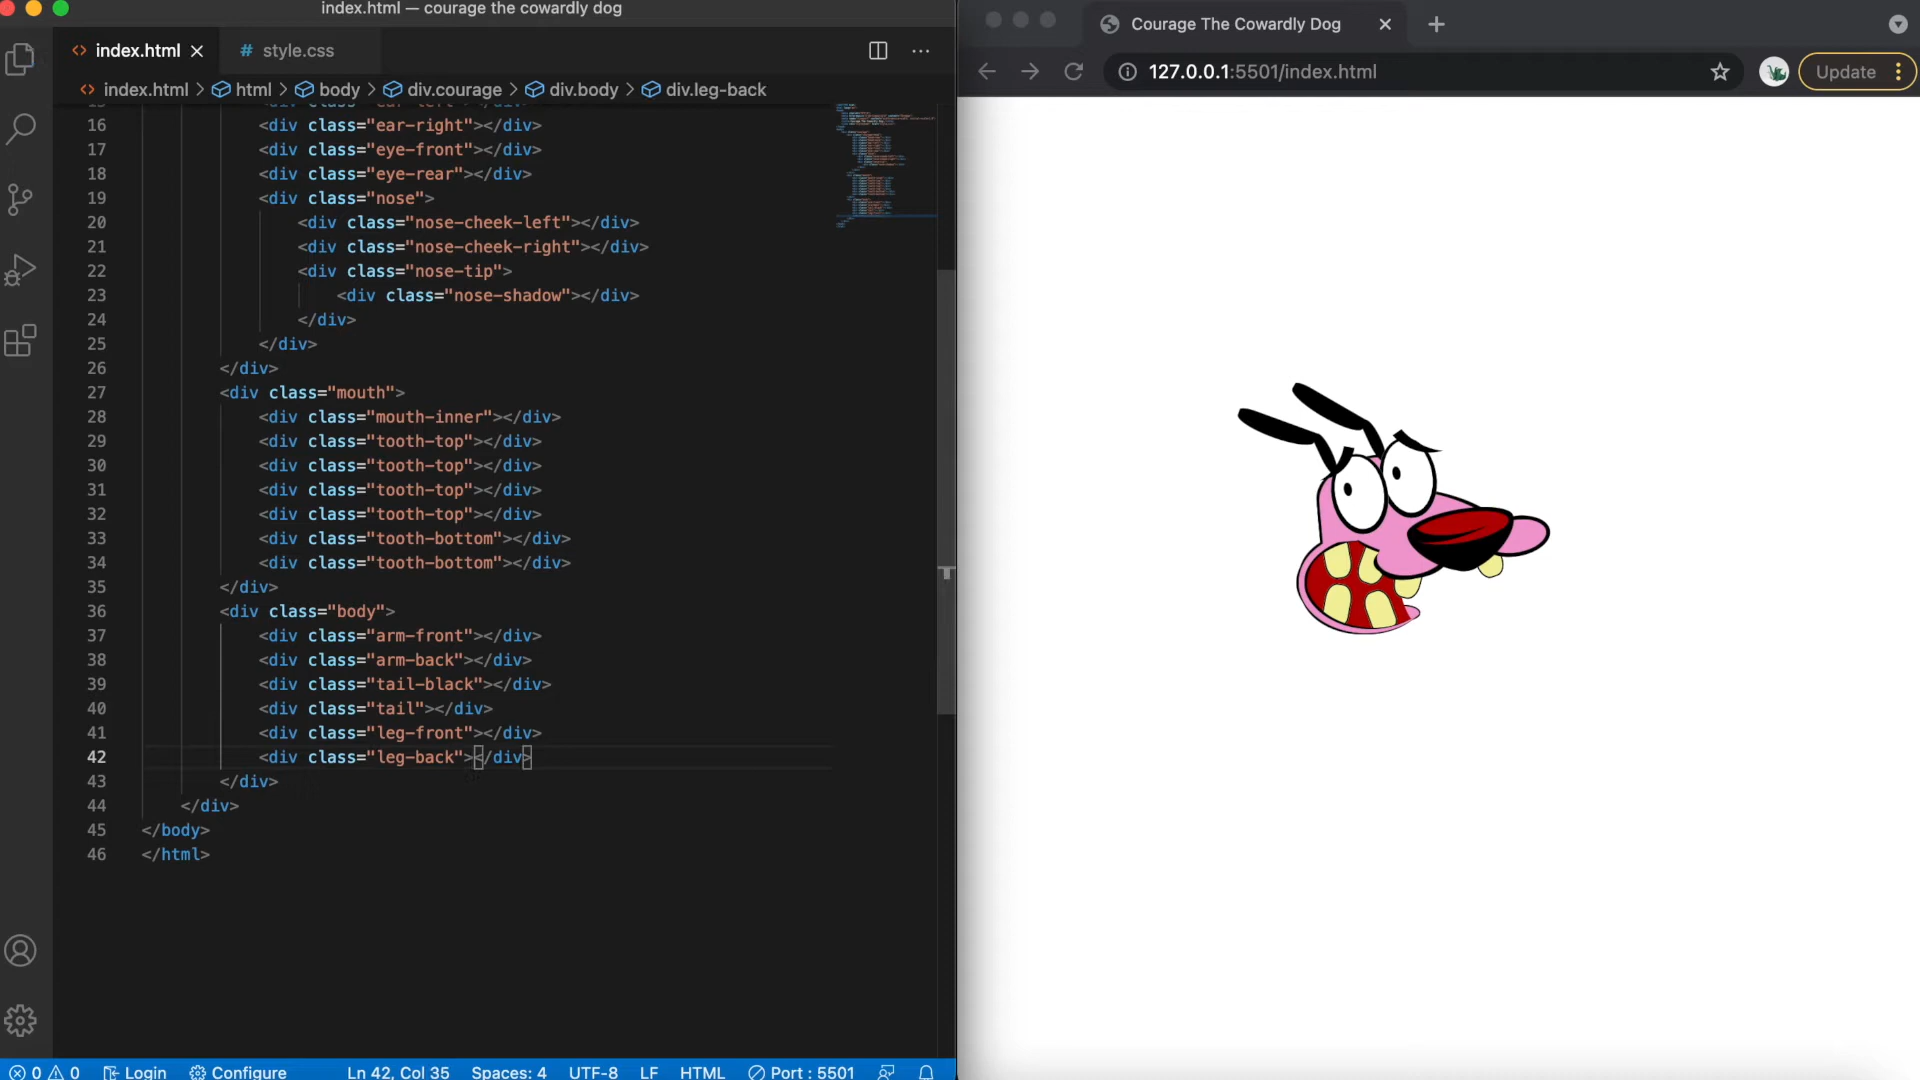 index.html — courage the cowardly dog
index.html
# style.css
index.html > html > body > div.courage > div.body > div.leg-back
16 <div class="ear-right"></div>
17 <div class="eye-front"></div>
18 <div class="eye-rear"></div>
19 <div class="nose">
20 <div class="nose-cheek-left"></div>
21 <div class="nose-cheek-right"></div>
22 <div class="nose-tip">
23 <div class="nose-shadow"></div>
24 </div>
25 </div>
26 </div>
27 <div class="mouth">
28 <div class="mouth-inner"></div>
29 <div class="tooth-top"></div>
30 <div class="tooth-top"></div>
31 <div class="tooth-top"></div>
32 <div class="tooth-top"></div>
33 <div class="tooth-bottom"></div>
34 <div class="tooth-bottom"></div>
35 </div>
36 <div class="body">
37 <div class="arm-front"></div>
38 <div class="arm-back"></div>
39 <div class="tail-black"></div>
40 <div class="tail"></div>
41 <div class="leg-front"></div>
42 <div class="leg-back"></div>
43 </div>
44 </div>
45 </body>
46 </html>
0 0 Login Configure Ln 42, Col 35 Spaces: 4 UTF-8 LF HTML Port : 5501
Courage The Cowardly Dog
127.0.0.1:5501/index.html
Update